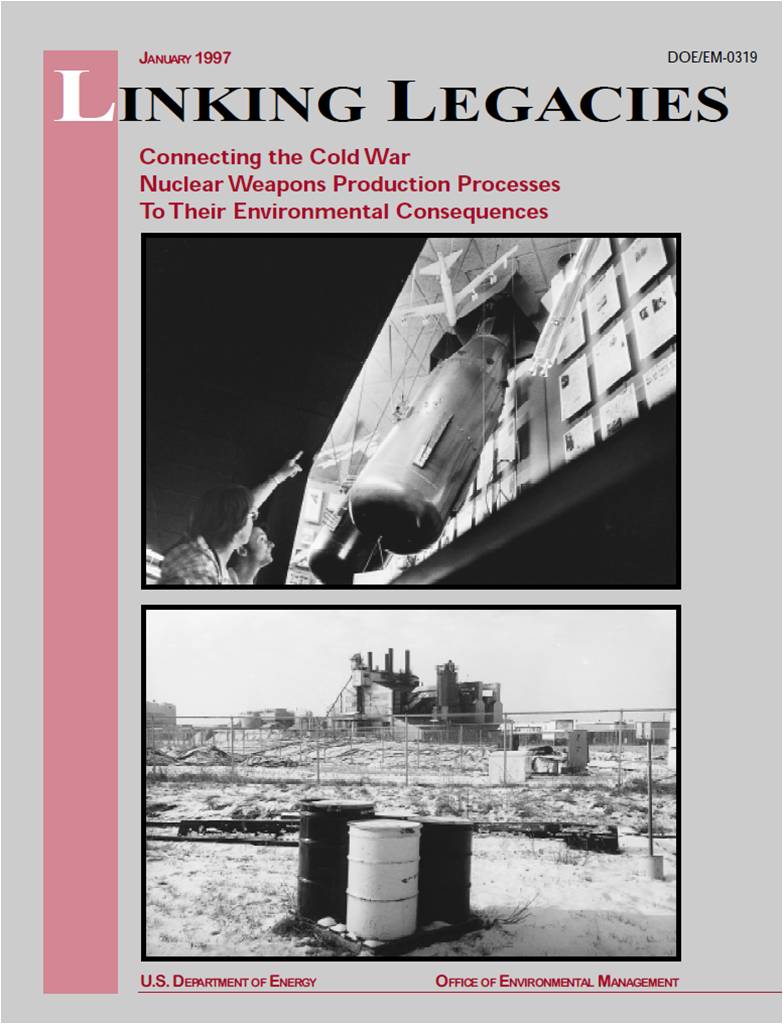 JANUARY 1997
DOE/EM-0319
LINKING LEGACIES
Connecting the Cold War
Nuclear Weapons Production Processes
To Their Environmental Consequences
U.S. DEPARTMENT OF ENERGY
OFFICE OF ENVIRONMENTAL MANAGEMENT